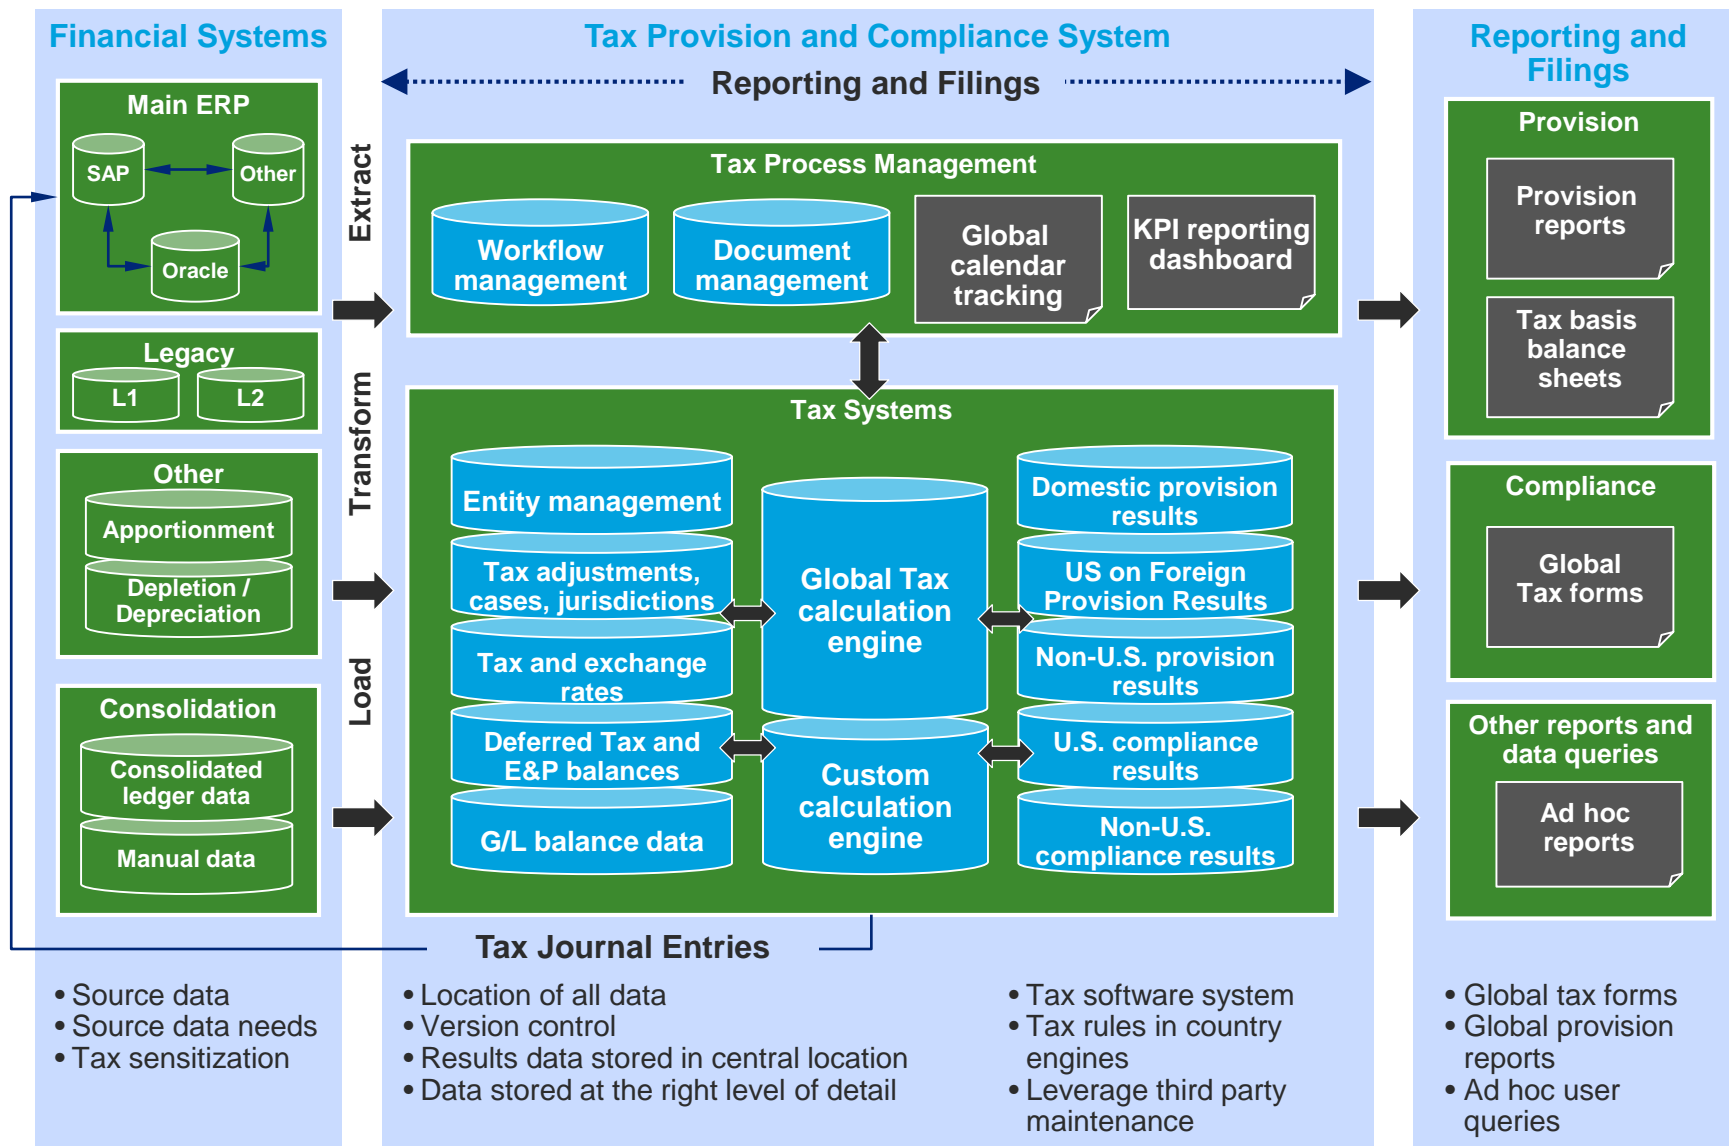 Financial Systems
Main ERP
SAP
Other
Oracle
Legacy
L1
L2
Other
Apportionment
Depletion /
Depreciation
Consolidation
Consolidated
ledger data
Manual data
• Source data
• Source data needs
• Tax sensitization
Extract
Transform
Load
Tax Provision and Compliance System
Reporting and Filings
Tax Process Management
Workflow
management
Document
management
Global
calendar
tracking
KPI reporting
dashboard
Tax Systems
Entity management
Tax adjustments,
cases, jurisdictions
Tax and exchange
rates
Deferred Tax and
E&P balances
G/L balance data
Global Tax
calculation
engine
Custom
calculation
engine
Domestic provision
results
US on Foreign
Provision Results
Non-U.S. provision
results
U.S. compliance
results
Non-U.S.
compliance results
Tax Journal Entries
• Location of all data
• Version control
• Results data stored in central location
• Data stored at the right level of detail
• Tax software system
• Tax rules in country
engines
• Leverage third party
maintenance
Reporting and
Filings
Provision
Provision
reports
Tax basis
balance
sheets
Compliance
Global
Tax forms
Other reports and
data queries
Ad hoc
reports
• Global tax forms
• Global provision
reports
• Ad hoc user
queries